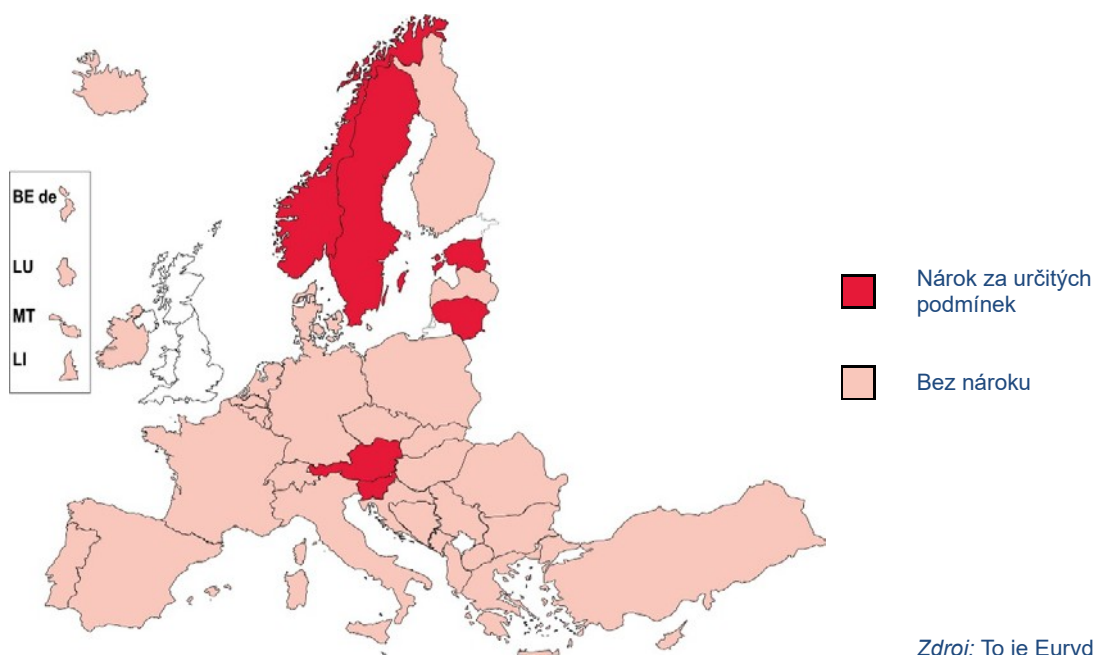 BE de
LU
MT
LI
Nárok za určitých
podmínek
Bez nároku
Zdroj: To je Euryd